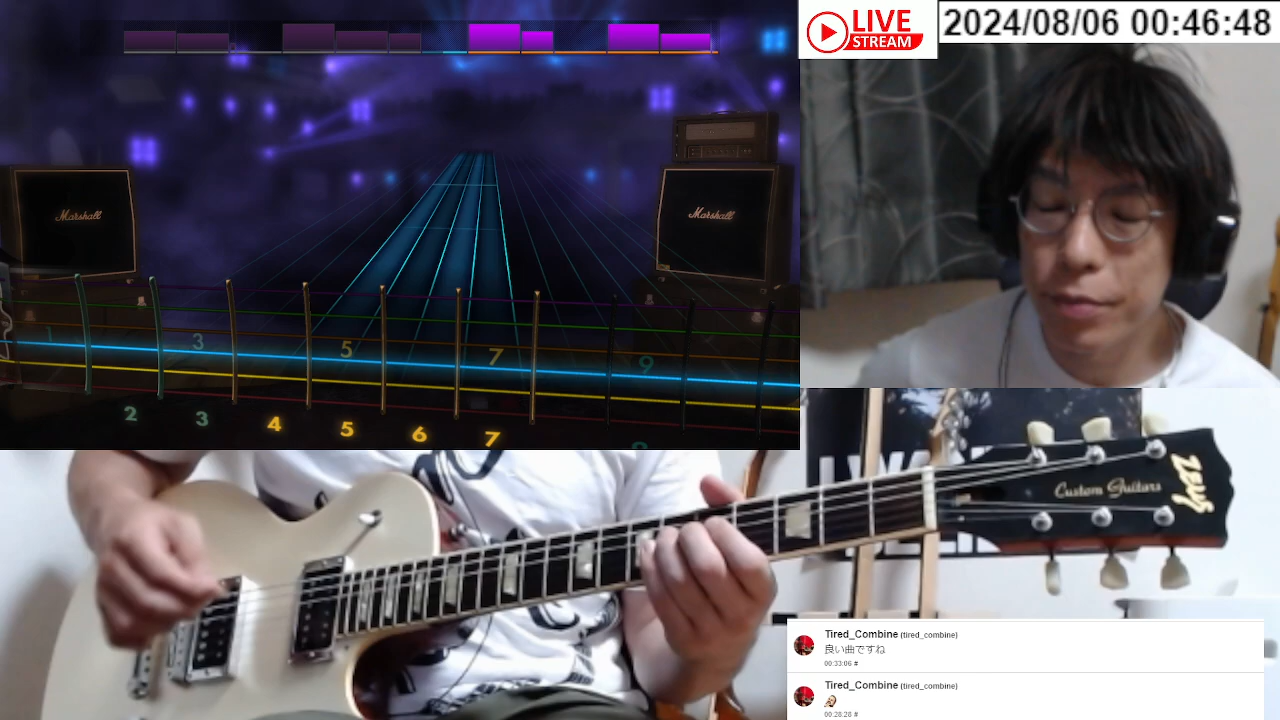 LIVE
STREAM
2024/08/06 00:46:48
Marshall
Marshall
1
3
5
7
9
2
3
4
5
6
7
Custom Guitars
ZEUS
Tired_Combine (tired_combine)
良い曲ですね
00:33:06 #
Tired_Combine (tired_combine)
00:28:28 #